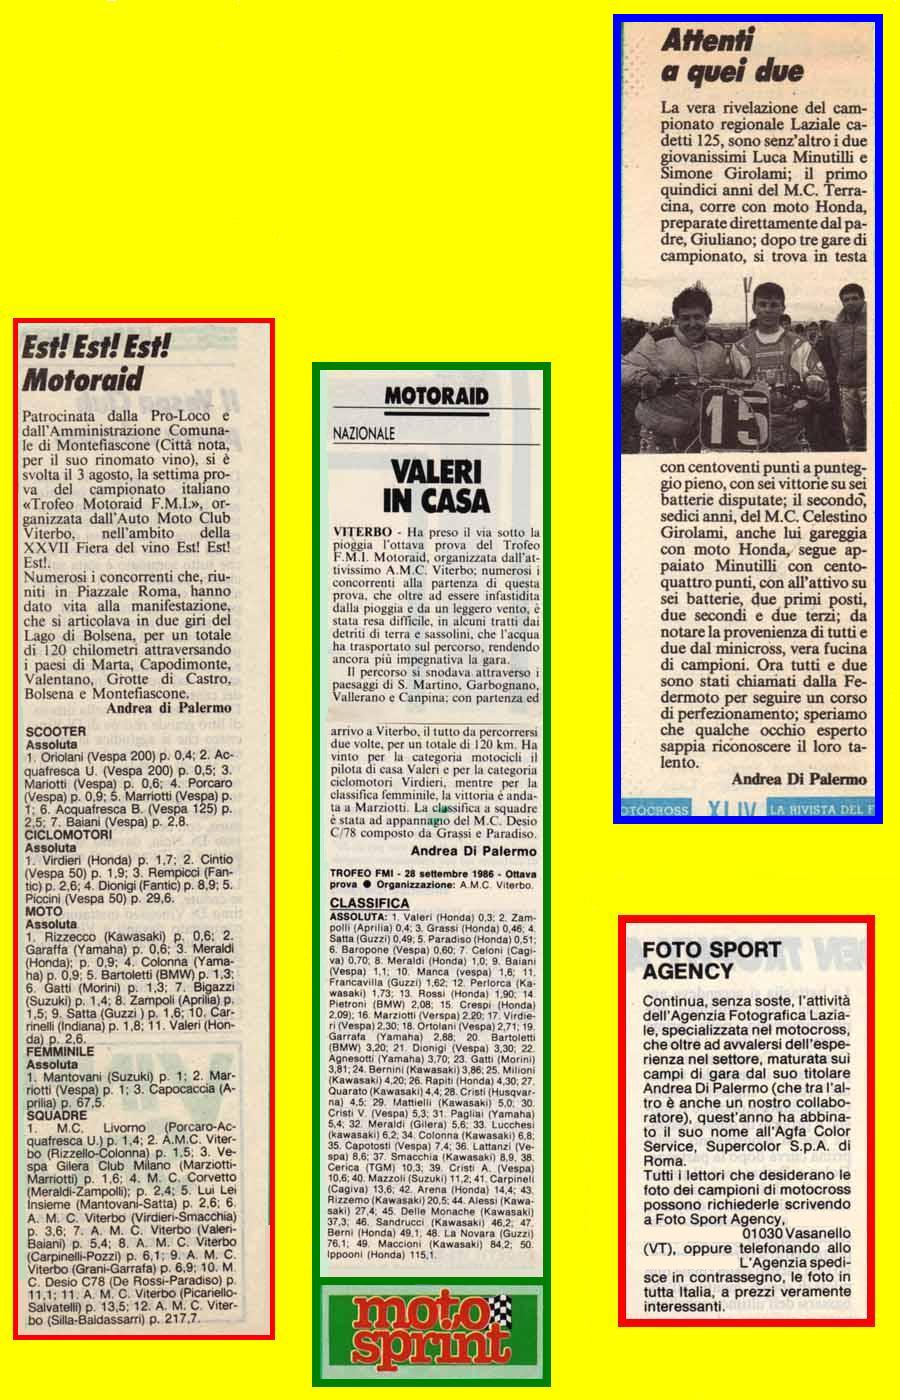 Est! Est! Est!
Motoraid
Patrocinata dalla Pro-Loco e
dall'Amministrazione Comuna-
le di Montefiascone (Città nota,
per il suo rinomato vino), si è
svolta il 3 agosto, la settima pro-
va del campionato italiano
«Trofeo Motoraid F.M.I.», or-
ganizzata dall'Auto Moto Club
Viterbo, nell'ambito della
XXVII Fiera del vino Est! Est!
Est!.
Numerosi i concorrenti che, riu-
niti in Piazzale Roma, hanno
dato vita alla manifestazione,
che si articolava in due giri del
Lago di Bolsena, per un totale
di 120 chilometri attraversando
i paesi di Marta, Capodimonte,
Valentano, Grotte di Castro,
Bolsena e Montefiascone.
Andrea di Palermo
SCOOTER
Assoluta
1. Oriolani (Vespa 200) p. 0,4; 2. Ac-
quafresca U. (Vespa 200) p. 0,5; 3.
Mariotti (Vespa) p. 0,6; 4. Porcaro
(Vespa) p. 0,9; 5. Marriotti (Vespa) p.
1; 6. Acquafresca B. (Vespa 125) p.
2,5; 7. Baiani (Vespa) p. 2,8.
CICLOMOTORI
Assoluta
1. Virdieri (Honda) p. 1,7; 2. Cintio
(Vespa 50) p. 1,9; 3. Rempicci (Fan-
tic) p. 2,6; 4. Dionigi (Fantic) p. 8,9; 5.
Piccini (Vespa 50) p. 29,6.
MOTO
Assoluta
1. Rizzecco (Kawasaki) p. 0,6; 2.
Garaffa (Yamaha) p. 0,6; 3. Meraldi
(Honda); p. 0,9; 4. Colonna (Yama-
ha) p. 0,9; 5. Bartoletti (BMW) p. 1,3;
6. Gatti (Morini) p. 1,3; 7. Bigazzi
(Suzuki) p. 1,4; 8. Zampoli (Aprilia) p.
1,5; 9. Satta (Guzzi ) p. 1,6; 10. Car-
rinelli (Indiana) p. 1,8; 11. Valeri (Hon-
da) p. 2,6.
FEMMINILE
Assoluta
1. Mantovani (Suzuki) p. 1; 2. Mar-
riotti (Vespa) p. 1; 3. Capocaccia (A-
prilia) p. 67,5.
SQUADRE
1. M.C. Livorno (Porcaro-Ac-
quafresca U.) p. 1,4; 2. A.M.C. Viter-
bo (Rizzello-Colonna) p. 1,5; 3. Ve-
spa Gilera Club Milano (Marziotti-
Marriotti) p. 1,6; 4. M.C. Corvetto
(Meraldi-Zampolli); p. 2,4; 5. Lui Lei
Insieme (Mantovani-Satta) p. 2,6; 6.
A. M. C. Viterbo (Virdieri-Smacchia)
p. 3,6; 7. A. M. C. Viterbo (Valeri-
Baiani) p. 5,4; 8. A. M. C. Viterbo
(Carpinelli-Pozzi) p. 6,1; 9. A. M. C.
Viterbo (Grani-Garrafa) p. 6,9; 10. M.
C. Desio C78 (De Rossi-Paradiso) p.
11,1; 11. A. M. C. Viterbo (Picariello-
Salvatelli) p. 13,5; 12. A. M. C. Viter-
bo (Silla-Baldassarri) p. 217,7.
MOTORAID
NAZIONALE
VALERI
IN CASA
VITERBO - Ha preso il via sotto la
pioggia l'ottava prova del Trofeo
F.M.I. Motoraid, organizzata dall'at-
tivissimo A.M.C. Viterbo; numerosi i
concorrenti alla partenza di questa
prova, che oltre ad essere infastidita
dalla pioggia e da un leggero vento, è
stata resa difficile, in alcuni tratti dai
detriti di terra e sassolini, che l'acqua
ha trasportato sul percorso, rendendo
ancora più impegnativa la gara.
Il percorso si snodava attraverso i
paesaggi di S. Martino, Garbognano,
Vallerano e Canpina; con partenza ed
arrivo a Viterbo, il tutto da percorrersi
due volte, per un totale di 120 km. Ha
vinto per la categoria motocicli il
pilota di casa Valeri e per la categoria
ciclomotori Virdieri, mentre per la
classifica femminile, la vittoria è anda-
ta a Marziotti. La classifica a squadre
è stata ad appannagio del M.C. Desio
C/78 composto da Grassi e Paradiso.
Andrea Di Palermo
TROFEO FMI - 28 settembre 1986 - Ottava
prova ● Organizzazione: A.M.C. Viterbo.
CLASSIFICA
ASSOLUTA: 1. Valeri (Honda) 0,3; 2. Zam-
polli (Aprilia) 0,4; 3. Grassi (Honda) 0,46; 4.
Satta (Guzzi) 0,49; 5. Paradiso (Honda) 0,51;
6. Baropone (Vespa) 0,60; 7. Celoni (Cagi-
va) 0,70; 8. Meraldi (Honda) 1,0; 9. Baiani
(Vespa) 1,1; 10. Manca (vespa) 1,6; 11.
Francavilla (Guzzi) 1,62; 12. Perlorca (Ka-
wasaki) 1,73; 13. Rossi (Honda) 1,90; 14.
Pietroni (BMW) 2,08; 15. Crespi (Honda)
2,09); 16. Marziotti (Verspa) 2,20; 17. Virdie-
ri (Vespa) 2,30; 18. Ortolani (Vespa) 2,71; 19.
Garrafa (Yamaha) 2,88; 20. Bartoletti
(BMW) 3,20; 21. Dionigi (Vespa) 3,30; 22.
Agnesotti (Yamaha) 3,70; 23. Gatti (Morini)
3,81; 24. Bernini (Kawasaki) 3,86; 25. Milioni
(Kawasaki) 4,20; 26. Rapiti (Honda) 4,30; 27.
Quarato (Kawasaki) 4,4; 28. Cristi (Husqvar-
na) 4,5; 29. Mattielli (Kawasaki) 5,0; 30.
Cristi V. (Vespa) 5,3; 31. Pagliai (Yamaha)
5,4; 32. Meraldi (Gilera) 5,6; 33. Lucchesi
(kawasaki) 6,2; 34. Colonna (Kawasaki) 6,8;
35. Capotosti (Vespa) 7,4; 36. Lattanzi (Ve-
spa) 8,6; 37. Smacchia (Kawasaki) 8,9, 38.
Cerica (TGM) 10,3; 39. Cristi A. (Vespa)
10,6; 40. Mazzoli (Suzuki) 11,2; 41. Carpineli
(Cagiva) 13,6; 42. Arena (Honda) 14,4; 43.
Rizzemo (Kawasaki) 20,5; 44. Alessi (Kawa-
saki) 27,4; 45. Delle Monache (Kawasaki)
37,3; 46. Sandrucci (Kawasaki) 46,2; 47.
Berni (Honda) 49,1, 48. La Novara (Guzzi)
76,1; 49. Maccioni (Kawasaki) 84,2; 50.
Ippooni (Honda) 115,1.
moto
sprint
Attenti
a quei due
La vera rivelazione del cam-
pionato regionale Laziale ca-
detti 125, sono senz'altro i due
giovanissimi Luca Minutilli e
Simone Girolami; il primo
quindici anni del M.C. Terra-
cina, corre con moto Honda,
preparate direttamente dal pa-
dre, Giuliano; dopo tre gare di
campionato, si trova in testa
15
con centoventi punti a punteg-
gio pieno, con sei vittorie su sei
batterie disputate; il secondo,
sedici anni, del M.C. Celestino
Girolami, anche lui gareggia
con moto Honda, segue ap-
paiato Minutilli con cento-
quattro punti, con all'attivo su
sei batterie, due primi posti,
due secondi e due terzi; da
notare la provenienza di tutti e
due dal minicross, vera fucina
di campioni. Ora tutti e due
sono stati chiamati dalla Fe-
dermoto per seguire un corso
di perfezionamento; speriamo
che qualche occhio esperto
sappia riconoscere il loro ta-
lento.
Andrea Di Palermo
OTOCROSS XLIV LA RIVISTA DEL F
FOTO SPORT
AGENCY
Continua, senza soste, l'attività
dell'Agenzia Fotografica Lazia-
le, specializzata nel motocross,
che oltre ad avvalersi dell'espe-
rienza nel settore, maturata sui
campi di gara dal suo titolare
Andrea Di Palermo (che tra l'al-
tro è anche un nostro collabo-
ratore), quest'anno ha abbina-
to il suo nome all'Agfa Color
Service, Supercolor S.p.A. di
Roma.
Tutti i lettori che desiderano le
foto dei campioni di motocross
possono richiederle scrivendo
a Foto Sport Agency,
01030 Vasanello
(VT), oppure telefonando allo
L'Agenzia spedi-
sce in contrassegno, le foto in
tutta Italia, a prezzi veramente
interessanti.